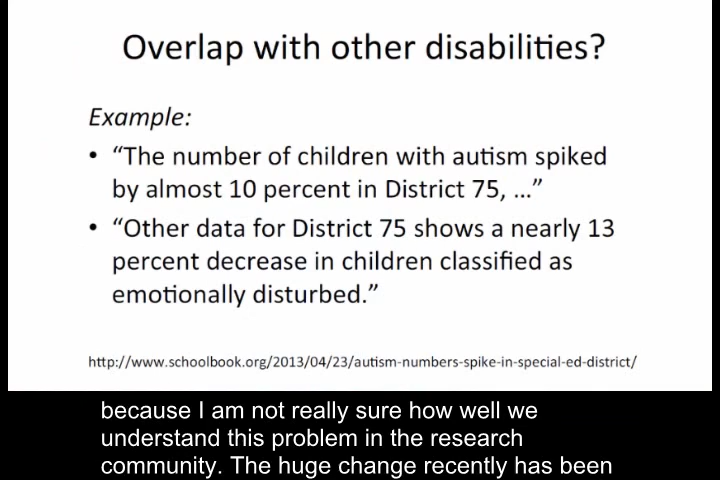 Overlap with other disabilities?
Example:
• “The number of children with autism spiked
by almost 10 percent in District 75, ...”
• “Other data for District 75 shows a nearly 13
percent decrease in children classified as
emotionally disturbed.”
http://www.schoolbook.org/2013/04/23/autism-numbers-spike-in-special-ed-district/
because I am not really sure how well we
understand this problem in the research
community. The huge change recently has been